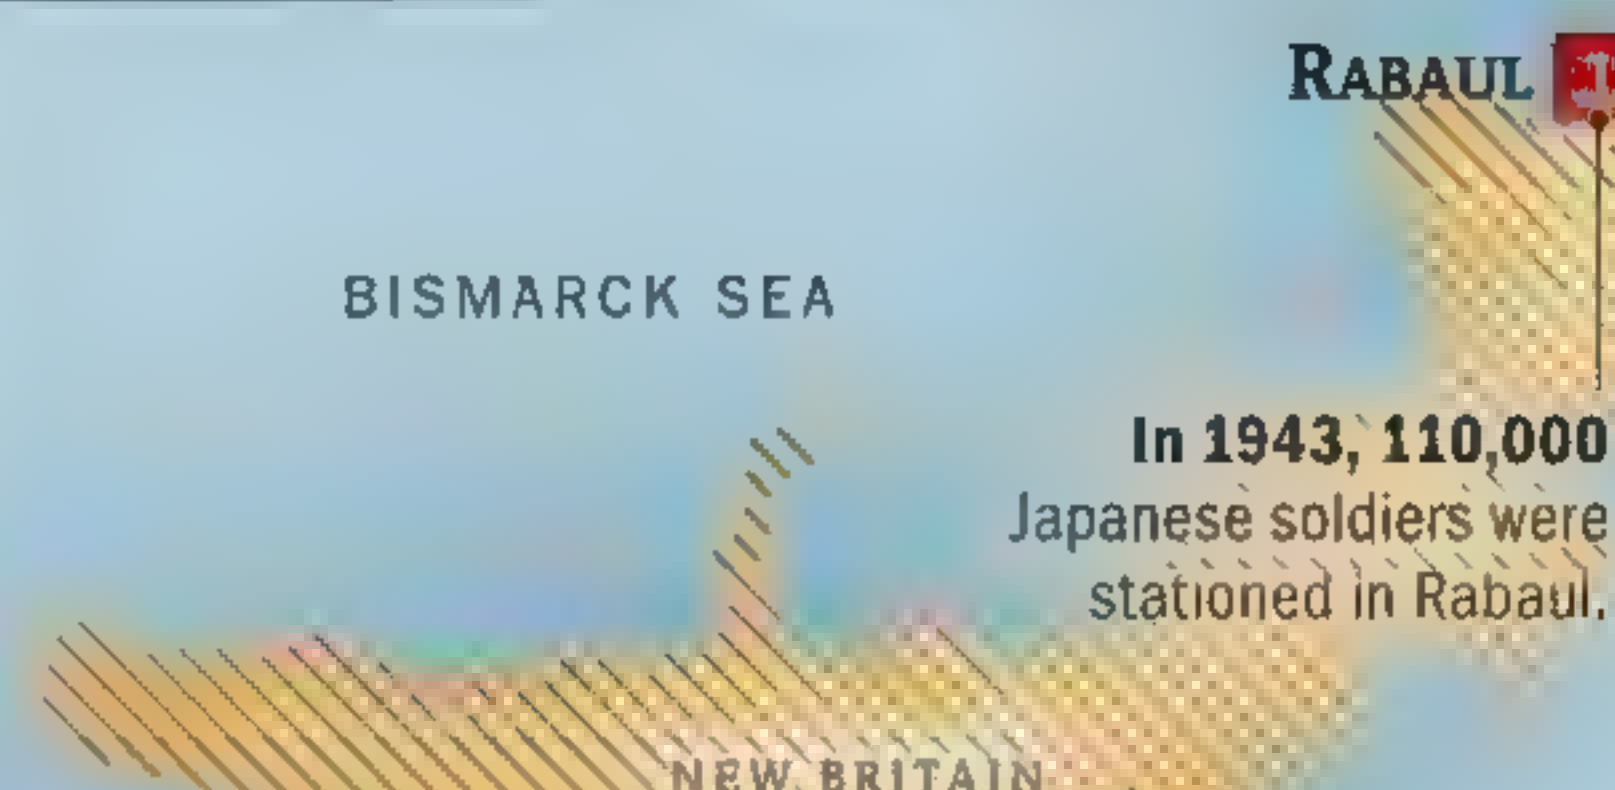 RABAUL
BISMARCK SEA
In 1943, 110,000
Japanese soldiers were
stationed in Rabaul.
NEW BRITAIN